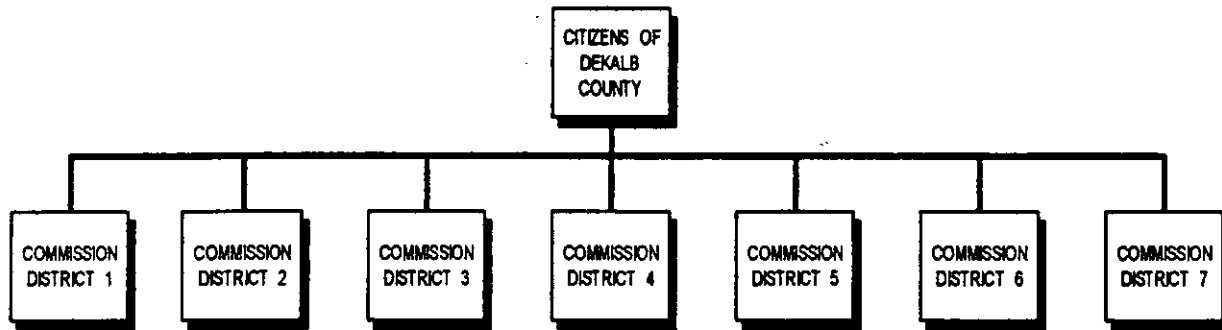 CITIZENS OF
DEKALB
COUNTY
COMMISSION
DISTRICT 1
COMMISSION
DISTRICT 2
COMMISSION
DISTRICT 3
COMMISSION
DISTRICT 4
COMMISSION
DISTRICT 5
COMMISSION
DISTRICT 6
COMMISSION
DISTRICT 7